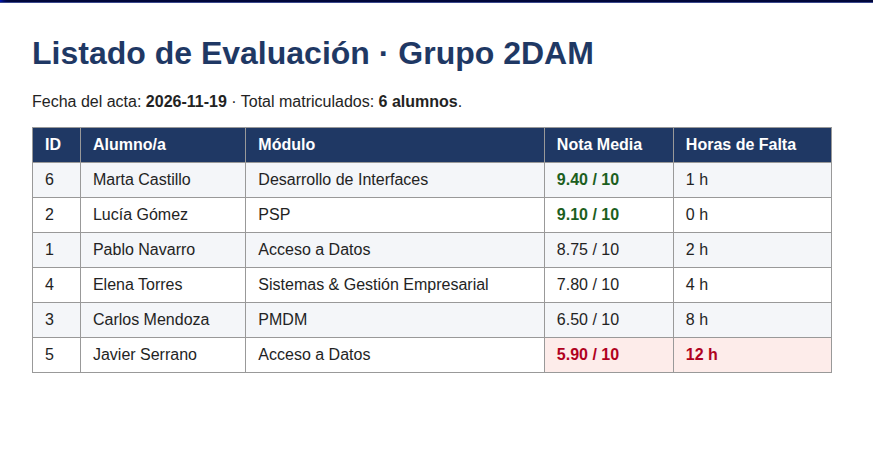 Listado de Evaluación · Grupo 2DAM
Fecha del acta: 2026-11-19 · Total matriculados: 6 alumnos.
ID Alumno/a Módulo Nota Media Horas de Falta
6 Marta Castillo Desarrollo de Interfaces 9.40 / 10 1 h
2 Lucía Gómez PSP 9.10 / 10 0 h
1 Pablo Navarro Acceso a Datos 8.75 / 10 2 h
4 Elena Torres Sistemas & Gestión Empresarial 7.80 / 10 4 h
3 Carlos Mendoza PMDM 6.50 / 10 8 h
5 Javier Serrano Acceso a Datos 5.90 / 10 12 h